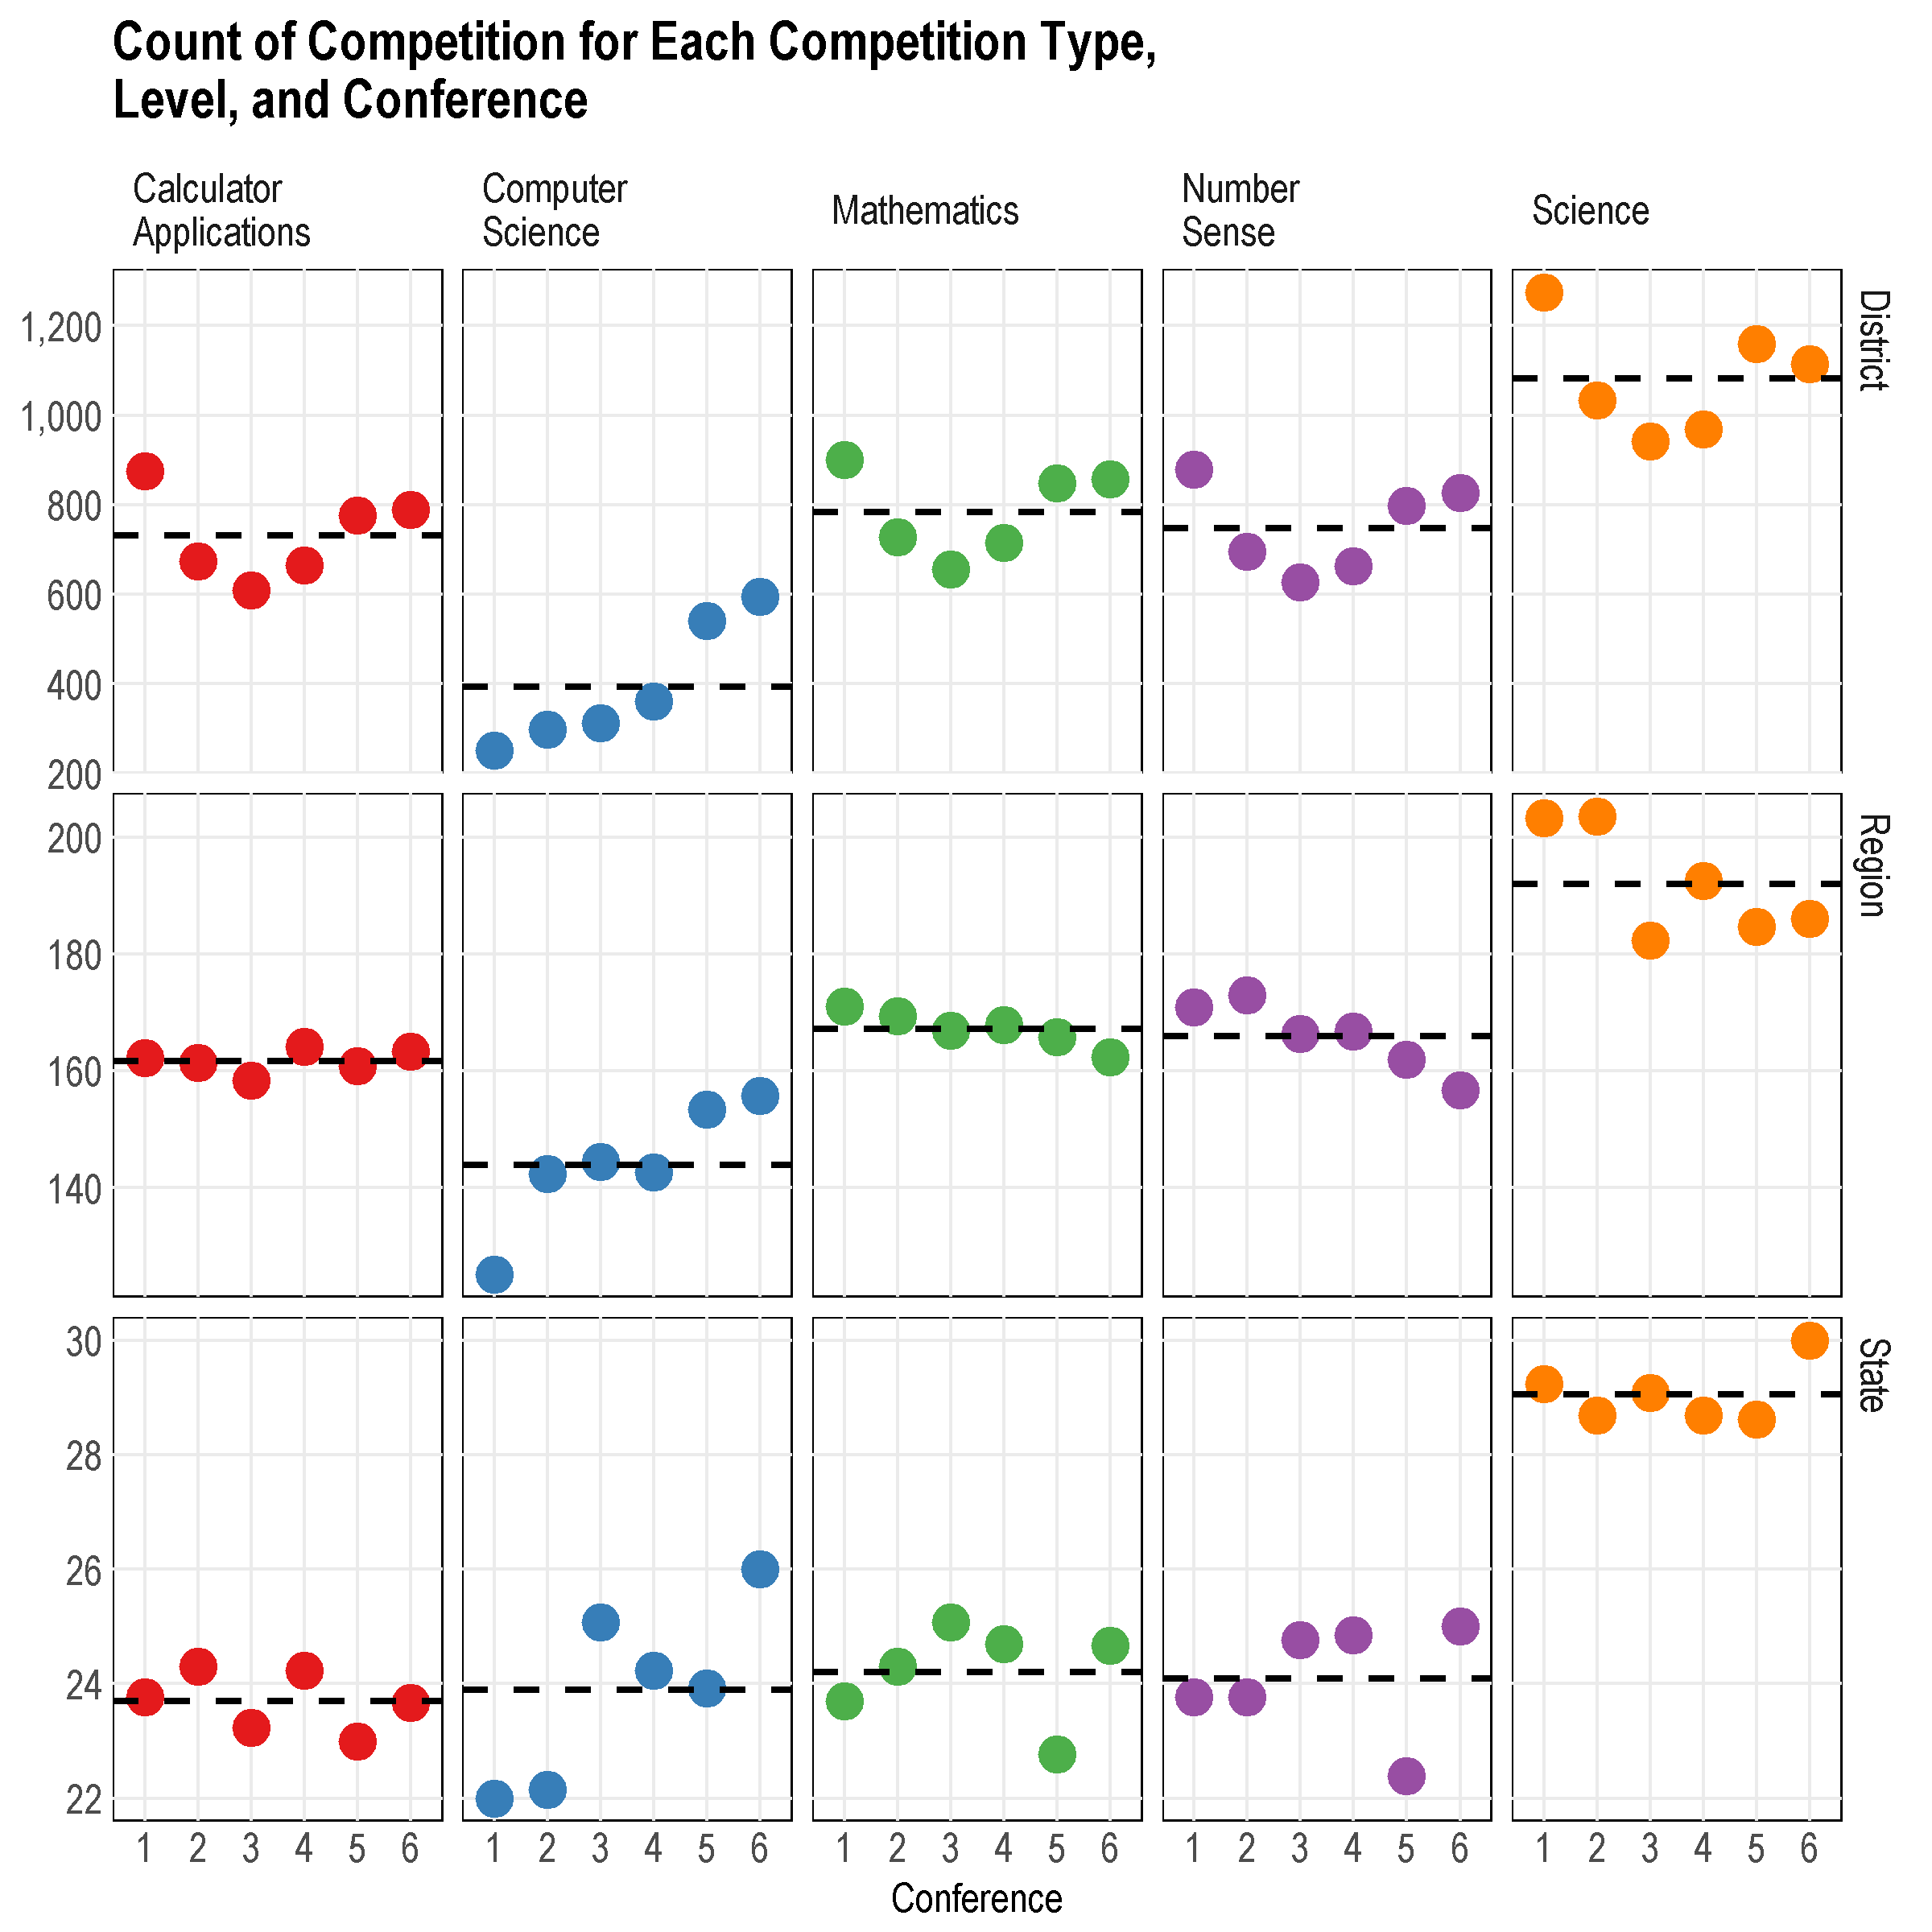 Count of Competition for Each Competition Type,
Level, and Conference
Calculator
Applications
Computer
Science
Mathematics
Number
Sense
Science
1,200
1,000
800
600
400
200
District
200
180
160
140
Region
30
28
26
24
22
State
1 2 3 4 5 6 1 2 3 4 5 6 1 2 3 4 5 6 1 2 3 4 5 6 1 2 3 4 5 6
Conference